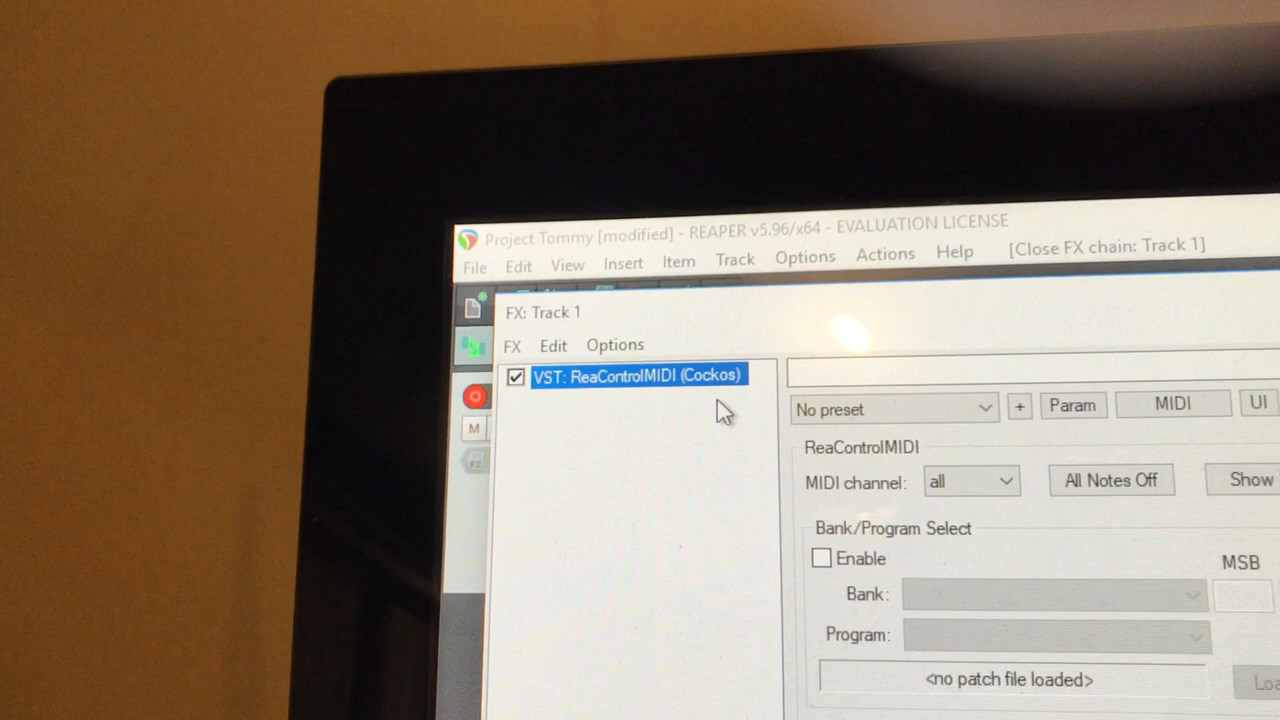 Project Tommy [modified] - REAPER v5.96/x64 - EVALUATION LICENSE
File Edit View Insert Item Track Options Actions Help [Close FX chain: Track 1]
FX: Track 1
FX Edit Options
VST: ReaControlMIDI (Cockos)
No preset + Param MIDI UI
M
ReaControlMIDI
MIDI channel: all All Notes Off Show
FX
Bank/Program Select
Enable MSB
Bank:
Program:
<no patch file loaded>